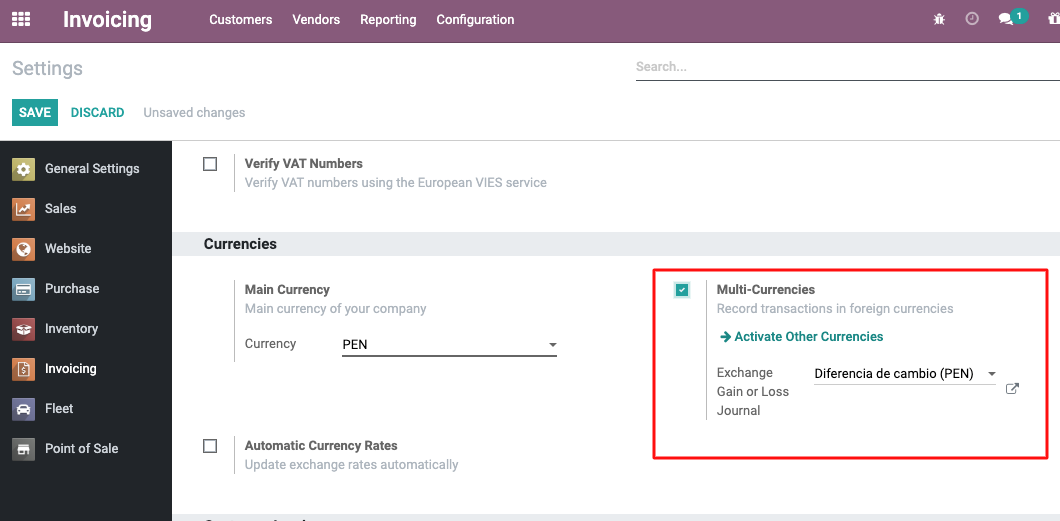 Invoicing
Customers
Vendors
Reporting
Configuration
1
Settings
Search...
SAVE
DISCARD
Unsaved changes
General Settings
Sales
Website
Purchase
Inventory
Invoicing
Fleet
Point of Sale
Verify VAT Numbers
Verify VAT numbers using the European VIES service
Currencies
Main Currency
Main currency of your company
Currency
PEN
Multi-Currencies
Record transactions in foreign currencies
Activate Other Currencies
Exchange
Gain or Loss
Journal
Diferencia de cambio (PEN)
Automatic Currency Rates
Update exchange rates automatically